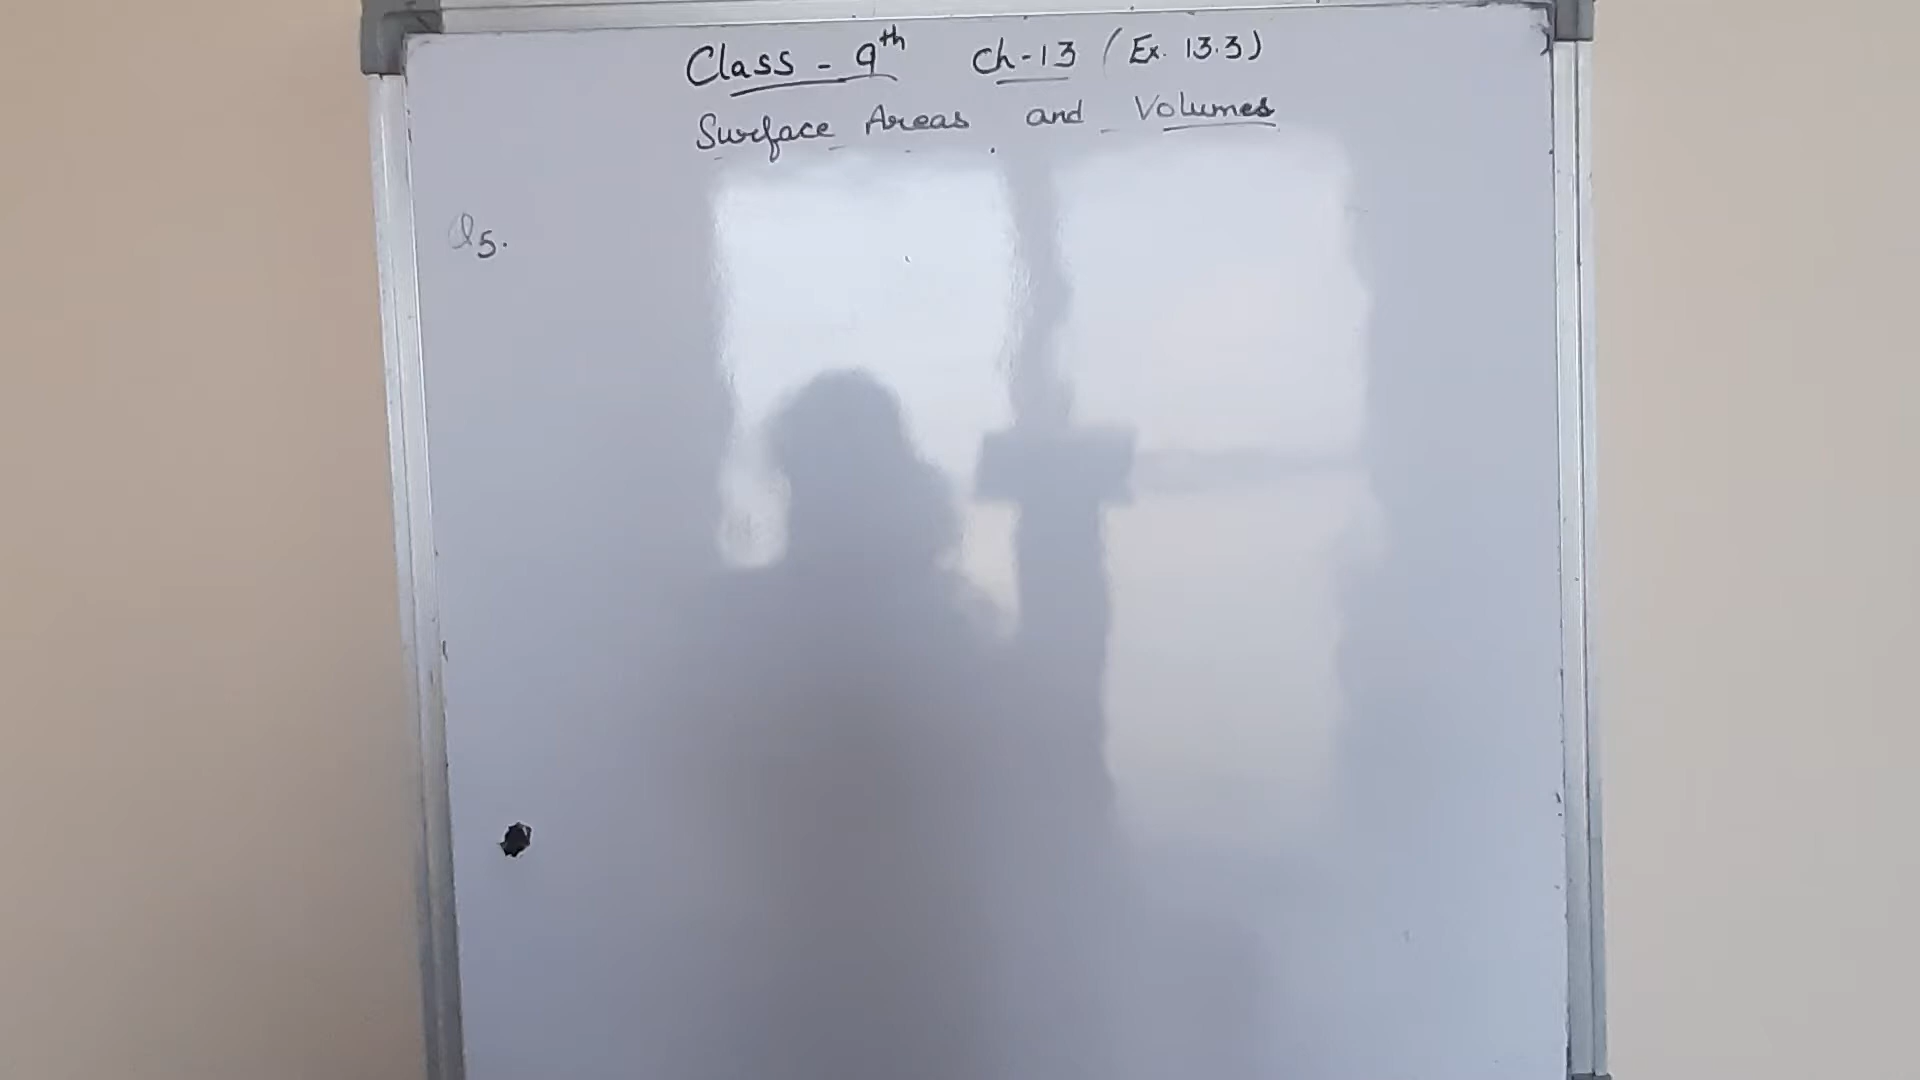 Class - 9th Ch-13 (Ex. 13.3)
Surface Areas and Volumes
Q5.